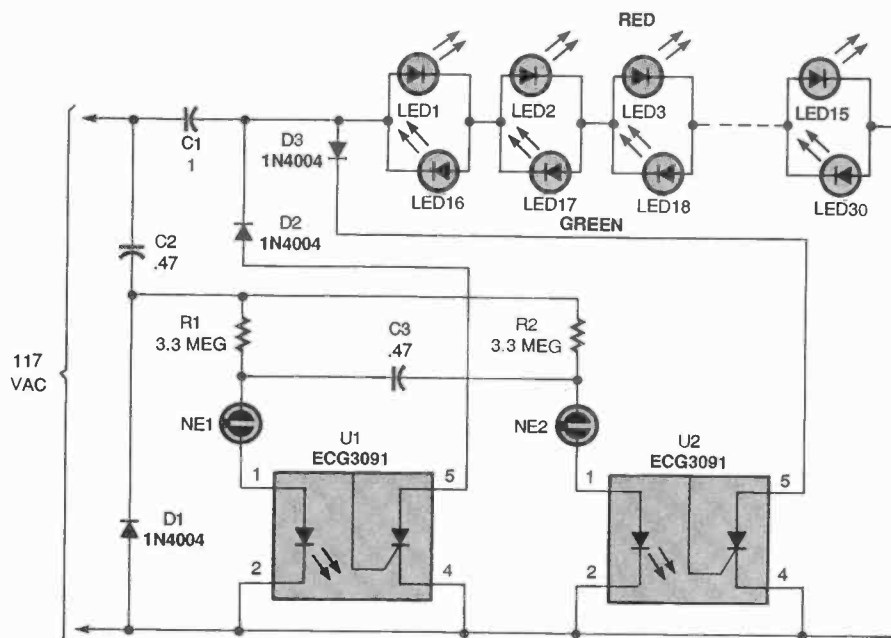 RED
LED1
LED2
LED3
LED15
C1
1
D3
1N4004
LED16
LED17
LED18
LED30
GREEN
D2
1N4004
C2
.47
R1
3.3 MEG
C3
.47
R2
3.3 MEG
117
VAC
NE1
NE2
U1
ECG3091
U2
ECG3091
1
5
1
5
D1
1N4004
2
4
2
4